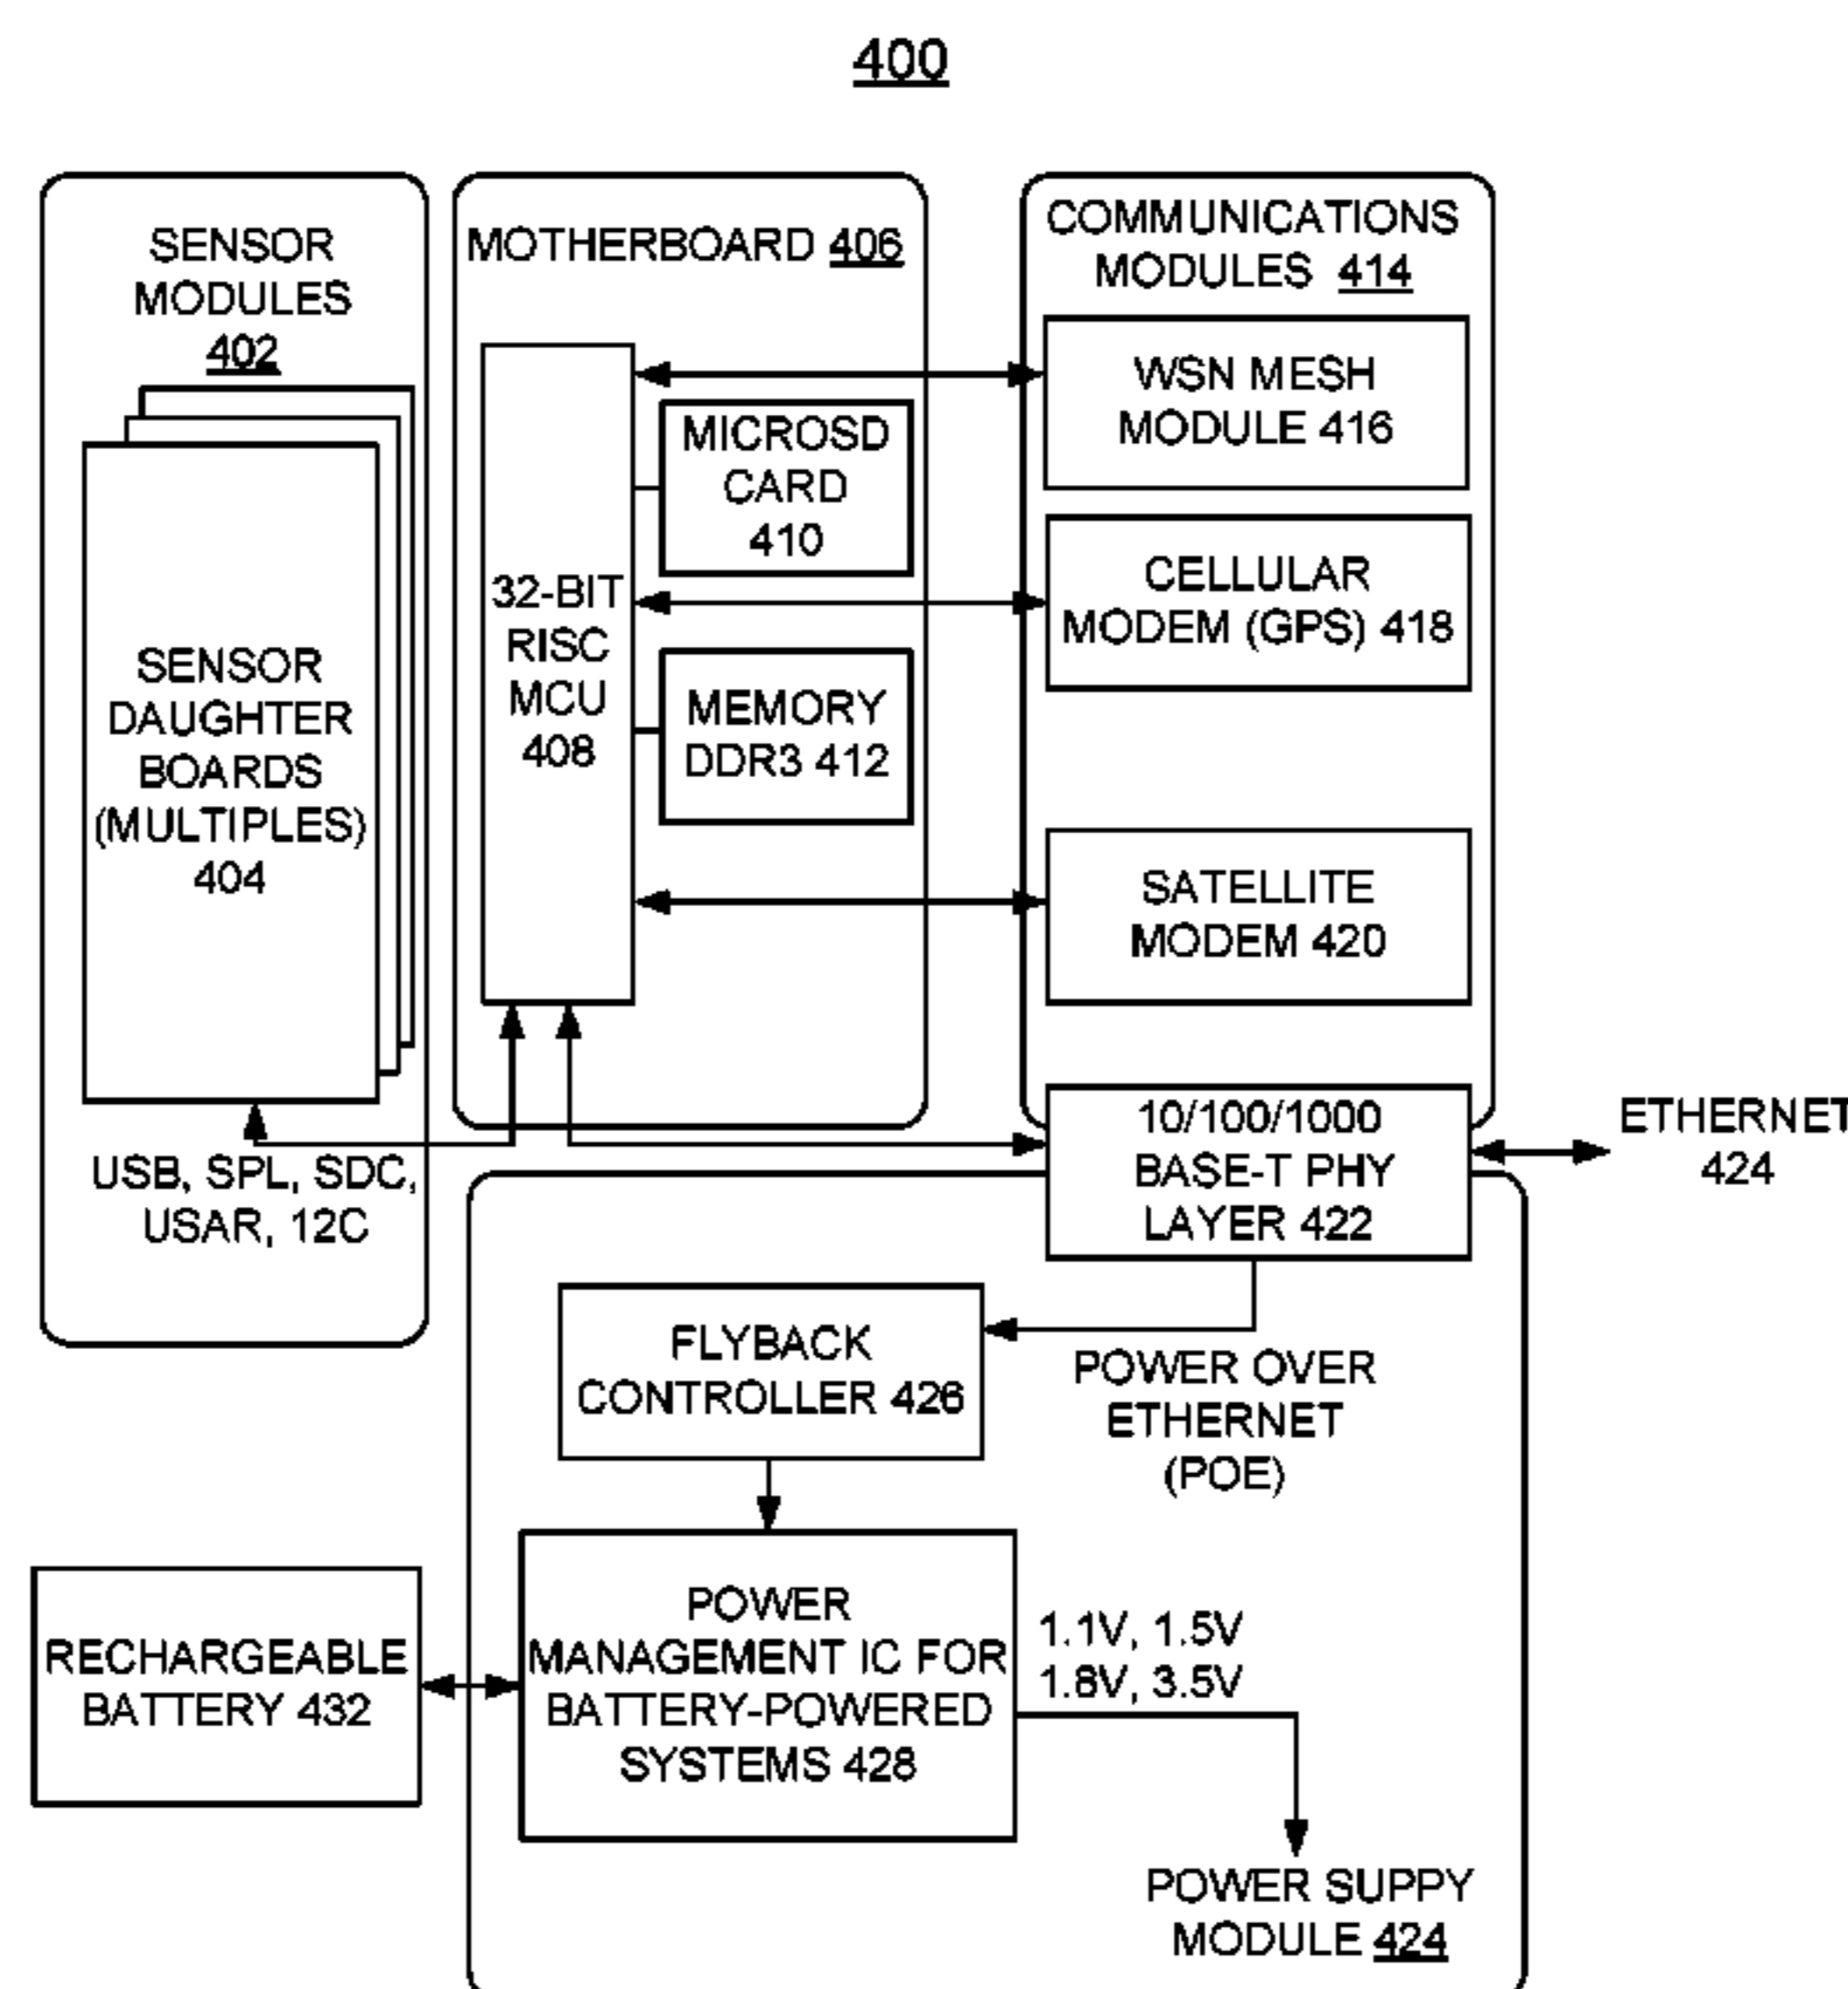 400
SENSOR
MODULES
402
SENSOR
DAUGHTER
BOARDS
(MULTIPLES)
404
USB, SPL, SDC,
USAR, 12C
MOTHERBOARD 406
32-BIT
RISC
MCU
408
MICROSD
CARD
410
MEMORY
DDR3 412
COMMUNICATIONS
MODULES 414
WSN MESH
MODULE 416
CELLULAR
MODEM (GPS) 418
SATELLITE
MODEM 420
10/100/1000
BASE-T PHY
LAYER 422
ETHERNET
424
FLYBACK
CONTROLLER 426
POWER OVER
ETHERNET
(POE)
RECHARGEABLE
BATTERY 432
POWER
MANAGEMENT IC FOR
BATTERY-POWERED
SYSTEMS 428
1.1V, 1.5V
1.8V, 3.5V
POWER SUPPY
MODULE 424